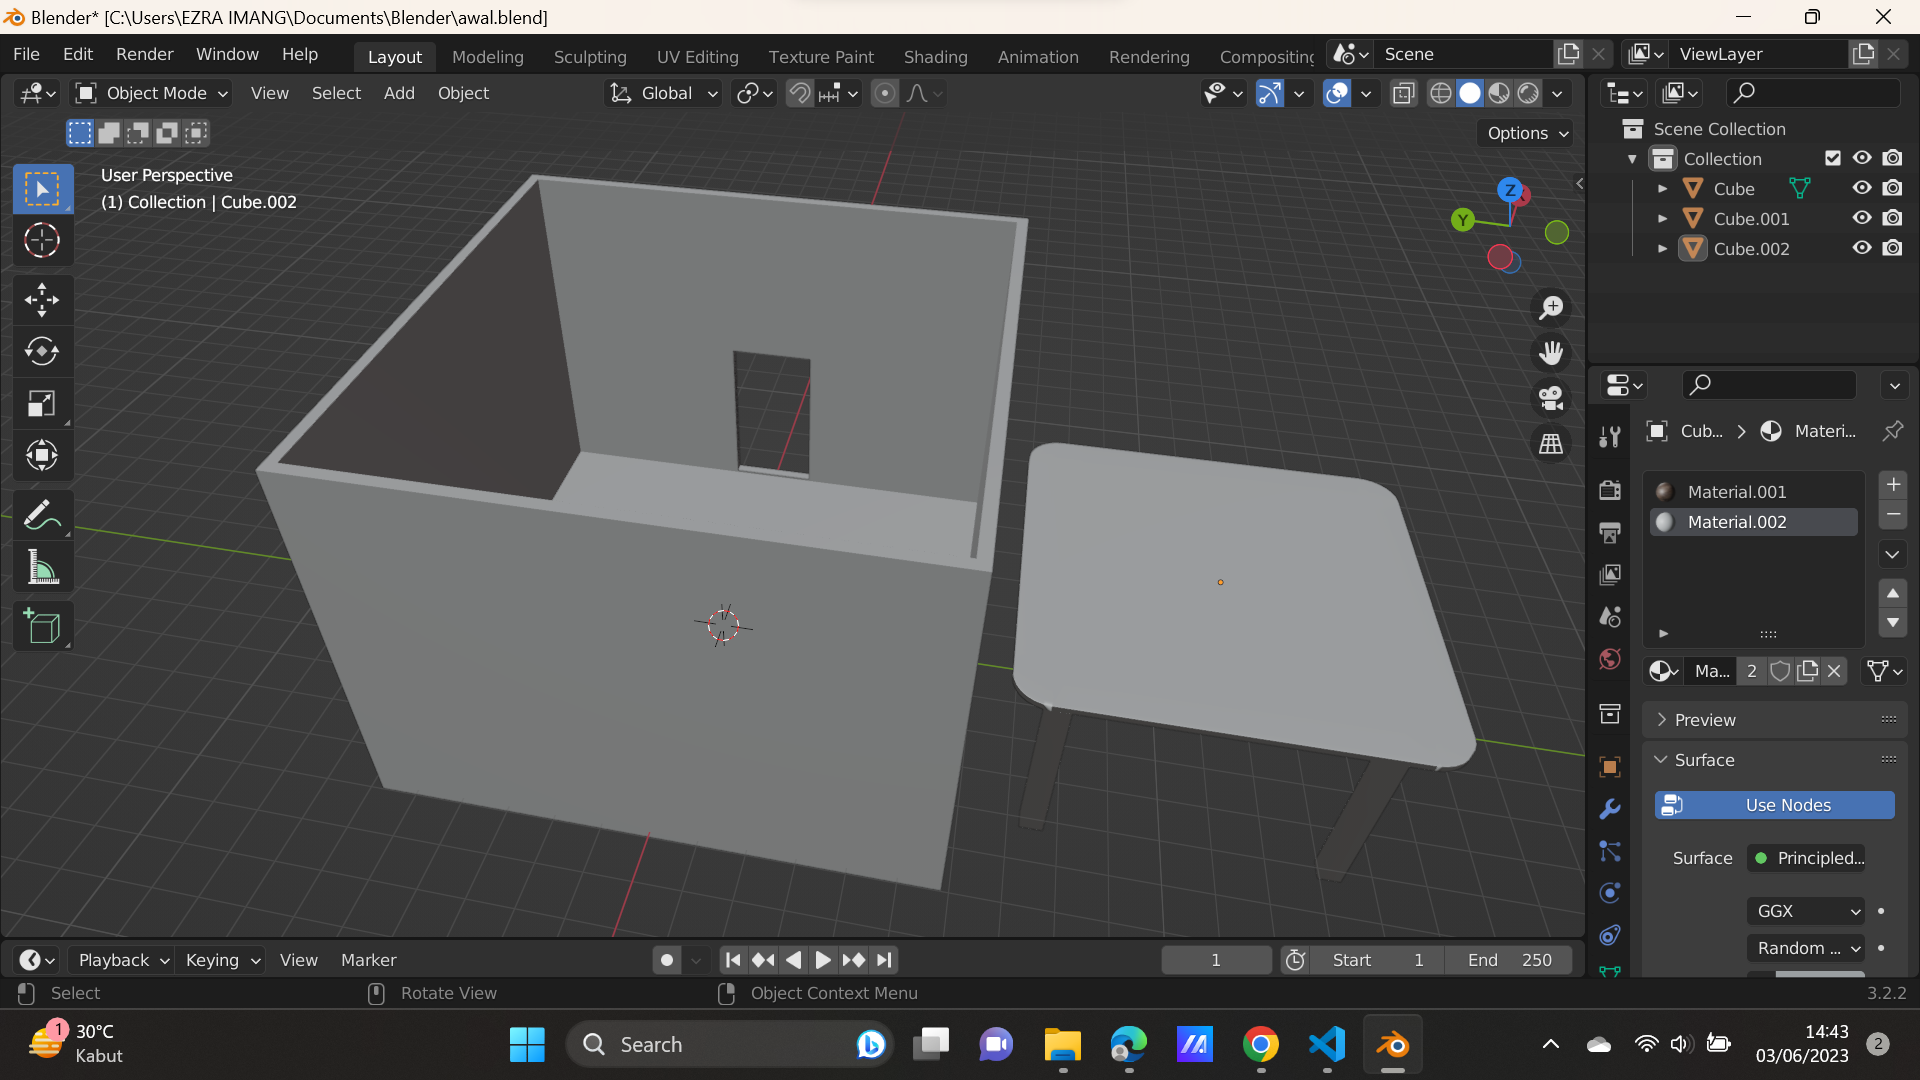 Blender* [C:\Users\EZRA IMANG\Documents\Blender\awal.blend]
File Edit Render Window Help
Layout Modeling Sculpting UV Editing Texture Paint Shading Animation Rendering Compositing
Scene
ViewLayer
Object Mode View Select Add Object
Global
Options
User Perspective
(1) Collection | Cube.002
Z
X
Y
Scene Collection
Collection
Cube
Cube.001
Cube.002
Cub... Materi...
Material.001
Material.002
Ma... 2
Preview
Surface
Use Nodes
Surface Principled...
GGX
Random ...
Playback Keying View Marker
1
Start 1
End 250
Select
Rotate View
Object Context Menu
3.2.2
1
30°C
Kabut
Search
14:43
03/06/2023
2